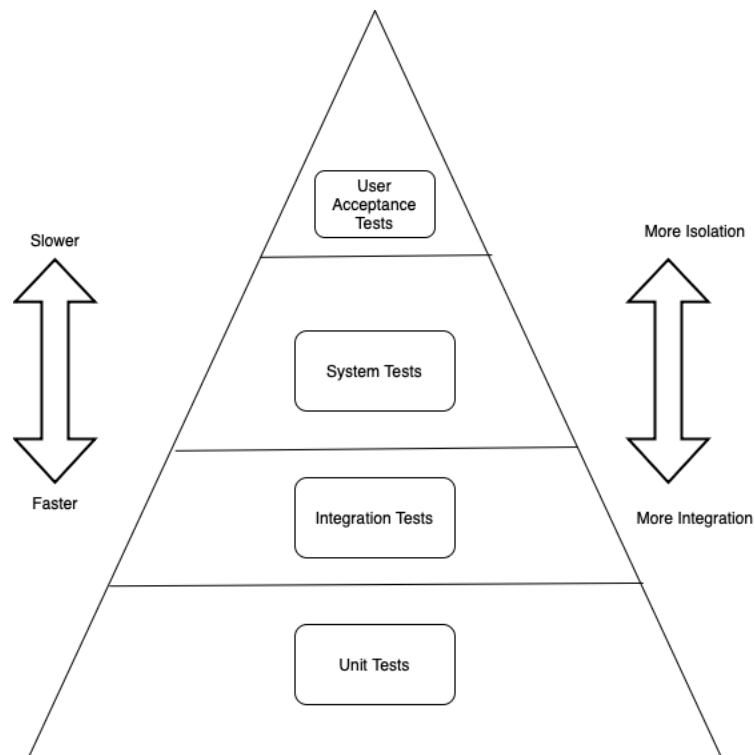 User
Acceptance
Tests
Slower
More Isolation
System Tests
Faster
Integration Tests
More Integration
Unit Tests